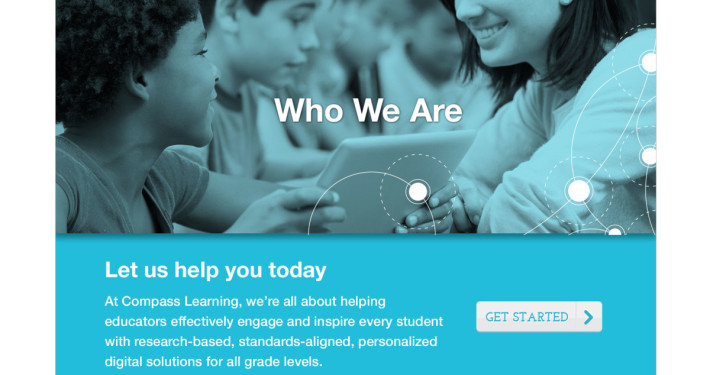 Who We Are
Let us help you today
At Compass Learning, we're all about helping
educators effectively engage and inspire every student
with research-based, standards-aligned, personalized
digital solutions for all grade levels.
GET STARTED